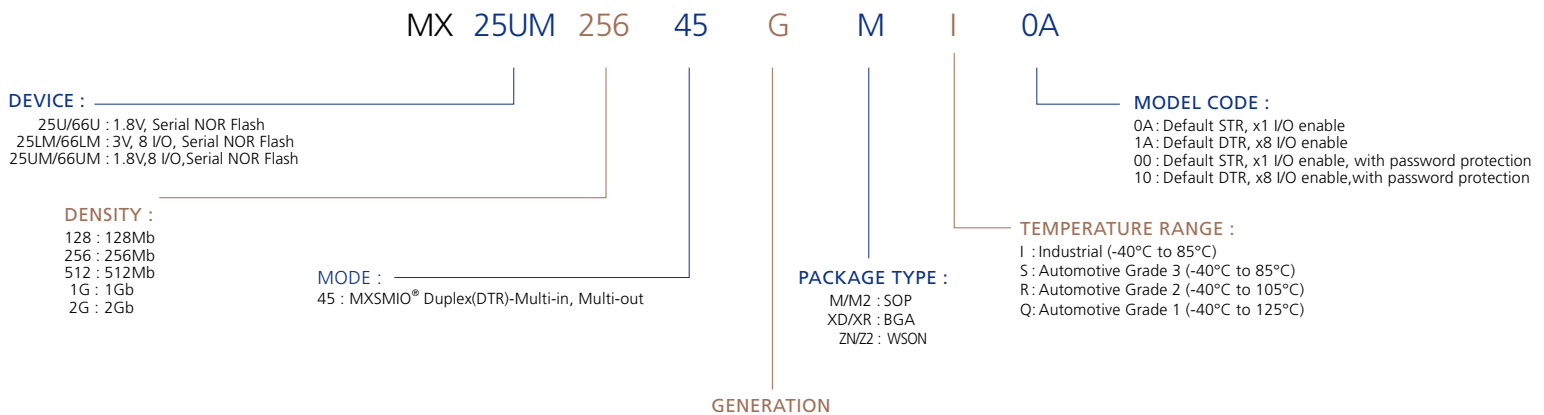 MX 25UM 256 45 G M I 0A
DEVICE :
25U/66U : 1.8V, Serial NOR Flash
25LM/66LM : 3V, 8 I/O, Serial NOR Flash
25UM/66UM : 1.8V,8 I/O,Serial NOR Flash
DENSITY :
128 : 128Mb
256 : 256Mb
512 : 512Mb
1G : 1Gb
2G : 2Gb
MODE :
45 : MXSMIO® Duplex(DTR)-Multi-in, Multi-out
GENERATION
PACKAGE TYPE :
M/M2 : SOP
XD/XR : BGA
ZN/Z2 : WSON
TEMPERATURE RANGE :
I : Industrial (-40°C to 85°C)
S : Automotive Grade 3 (-40°C to 85°C)
R : Automotive Grade 2 (-40°C to 105°C)
Q: Automotive Grade 1 (-40°C to 125°C)
MODEL CODE :
0A : Default STR, x1 I/O enable
1A : Default DTR, x8 I/O enable
00 : Default STR, x1 I/O enable, with password protection
10 : Default DTR, x8 I/O enable,with password protection